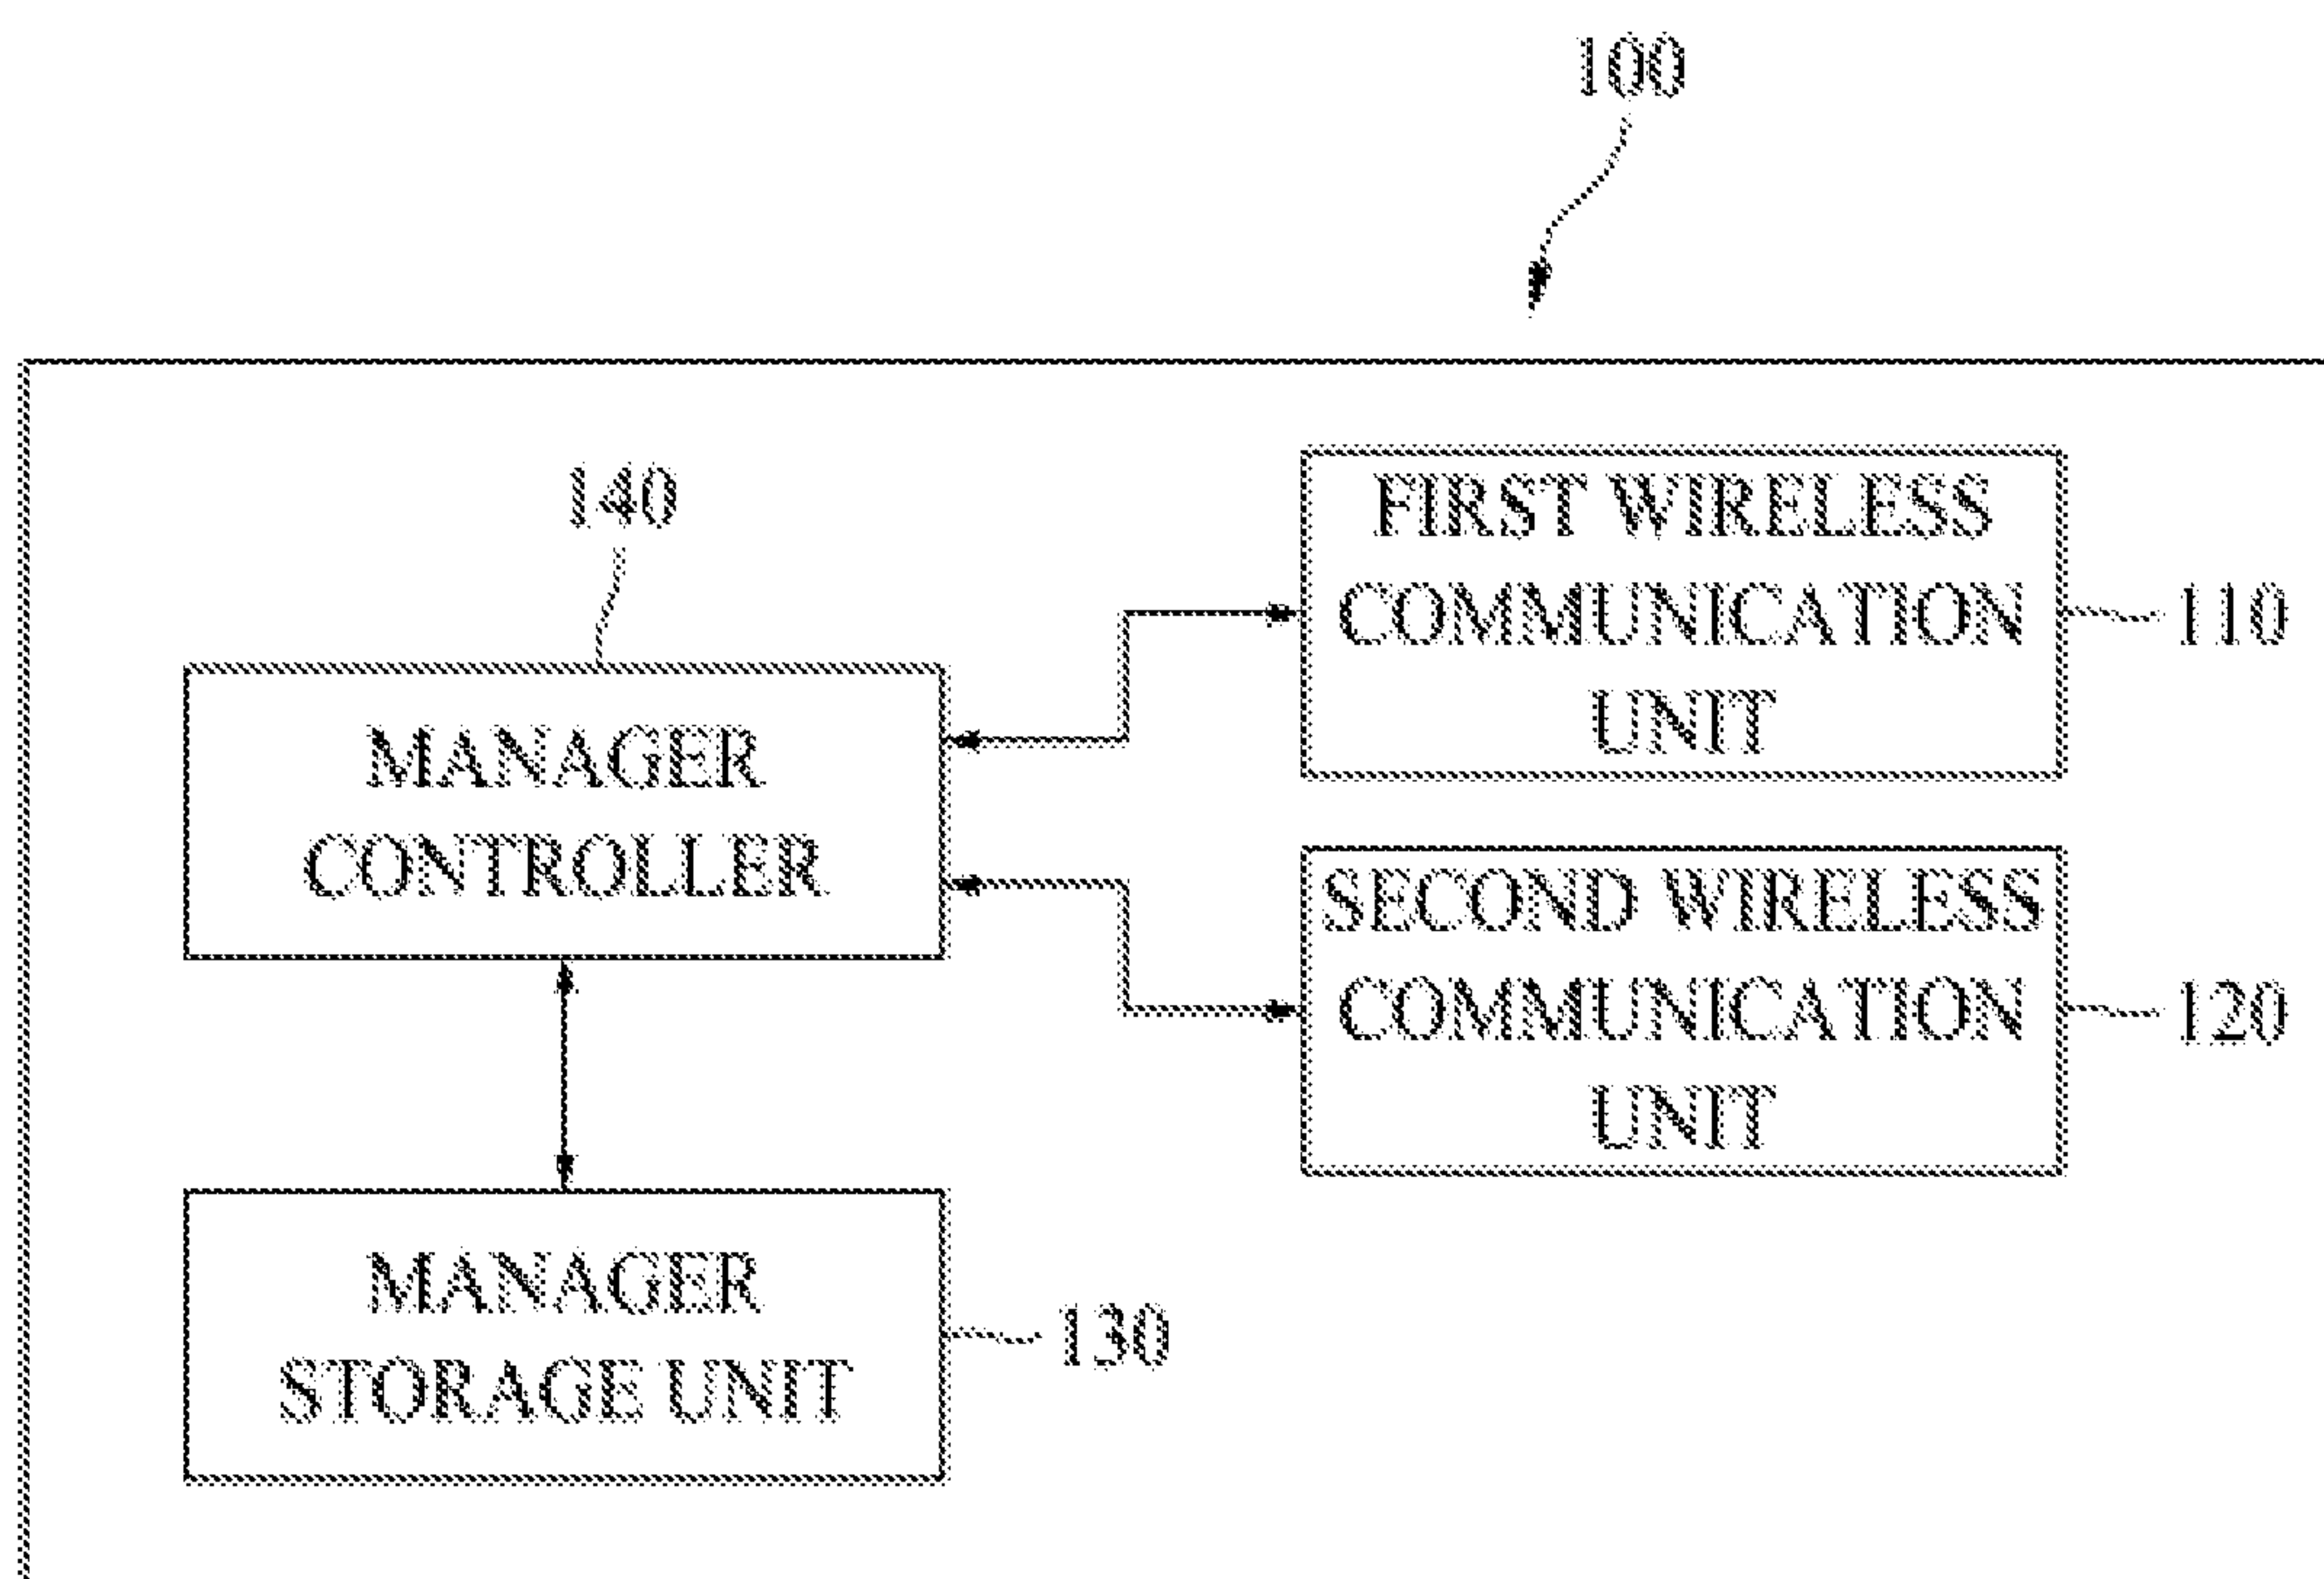 100
140
FIRST WIRELESS
COMMUNICATION
UNIT
110
MANAGER
CONTROLLER
SECOND WIRELESS
COMMUNICATION
UNIT
120
MANAGER
STORAGE UNIT
130